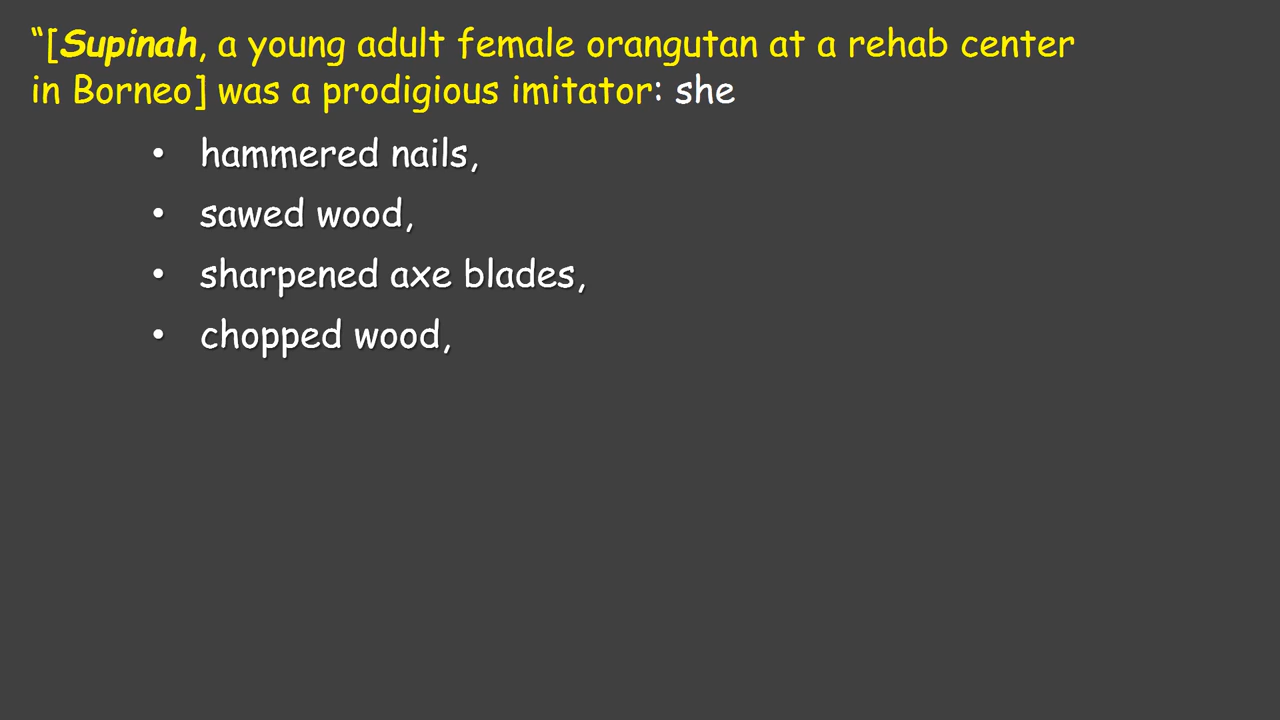 “[Supinah, a young adult female orangutan at a rehab center
in Borneo] was a prodigious imitator: she
• hammered nails,
• sawed wood,
• sharpened axe blades,
• chopped wood,